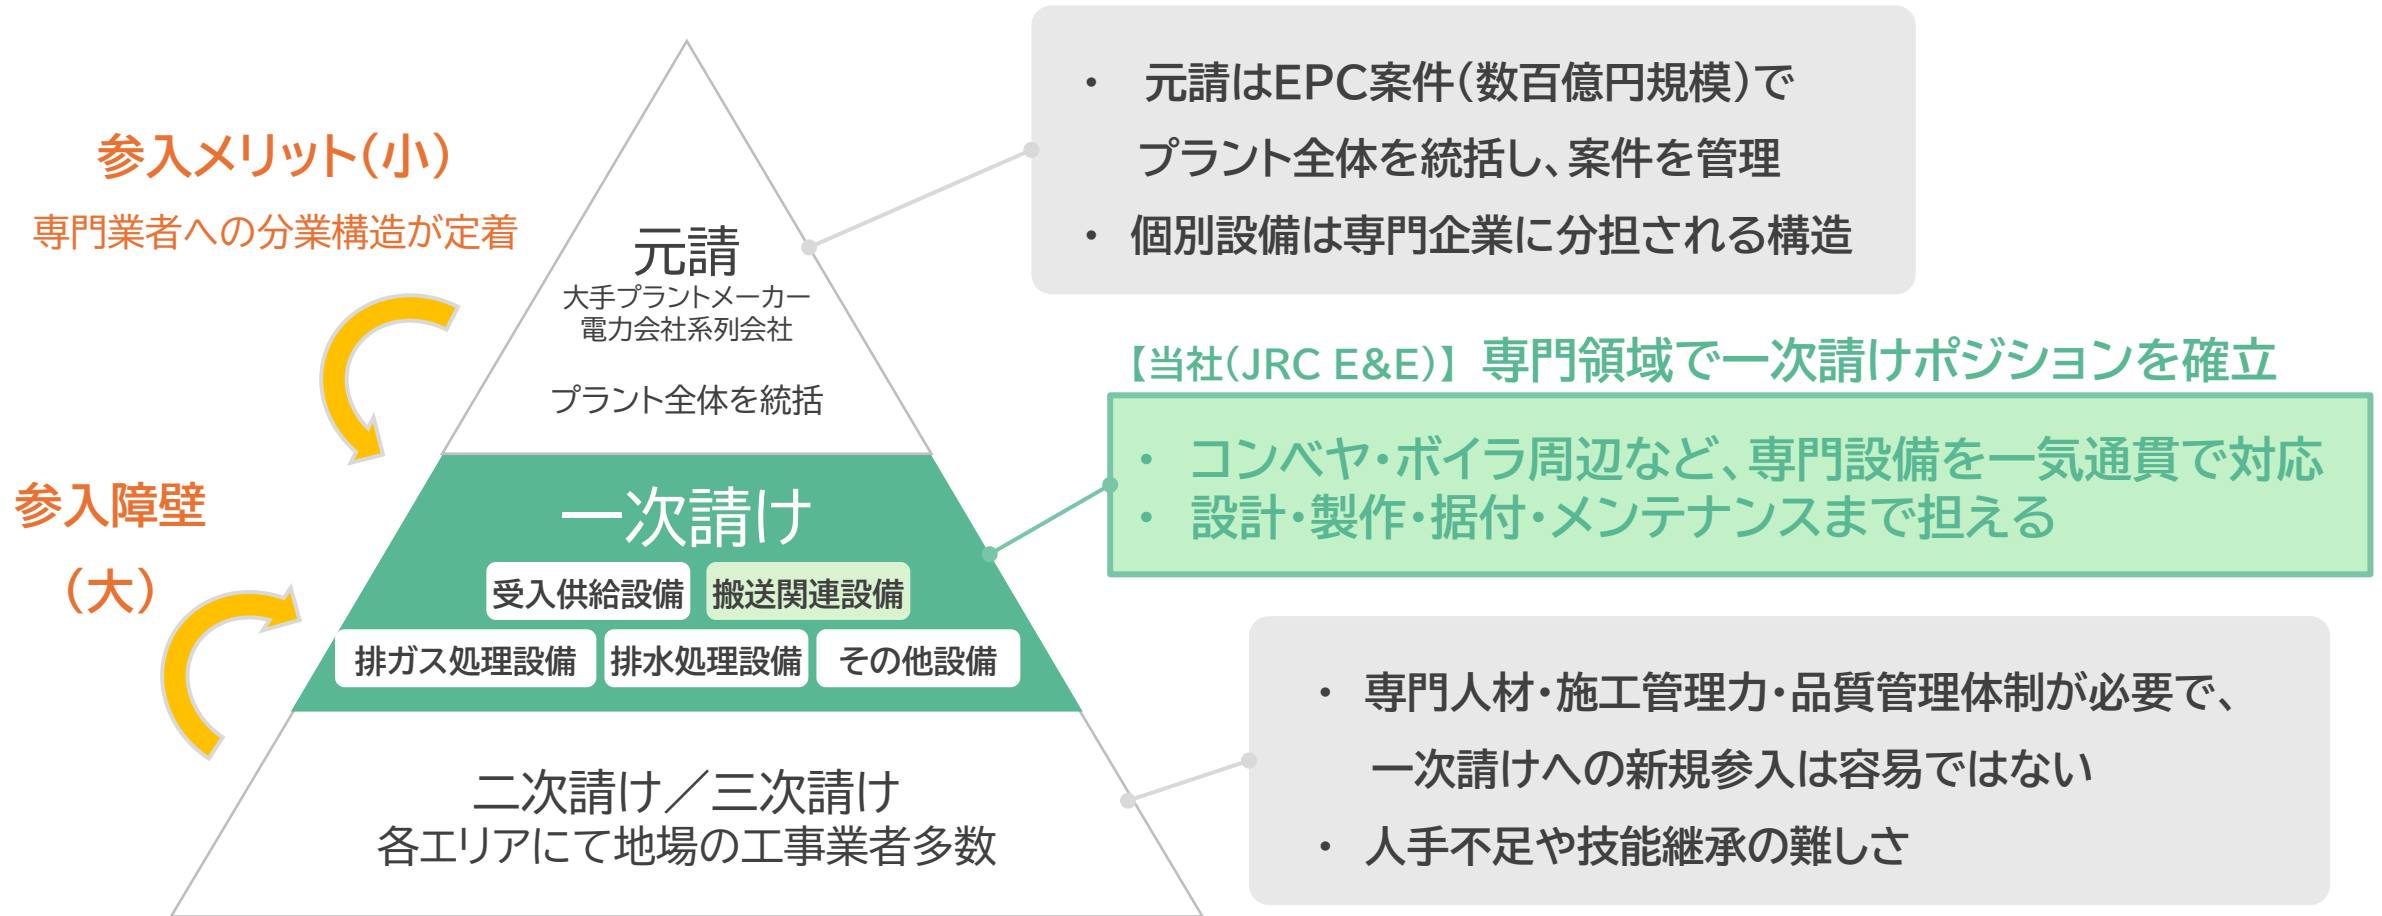 参入メリット(小)
専門業者への分業構造が定着
元請
大手プラントメーカー
電力会社系列会社
プラント全体を統括
・ 元請はEPC案件(数百億円規模)で
プラント全体を統括し、案件を管理
・ 個別設備は専門企業に分担される構造
【当社(JRC E&E)】専門領域で一次請けポジションを確立
・ コンベヤ・ボイラ周辺など、専門設備を一気通貫で対応
・ 設計・製作・据付・メンテナンスまで担える
参入障壁
(大)
一次請け
受入供給設備
搬送関連設備
排ガス処理設備
排水処理設備
その他設備
二次請け／三次請け
各エリアにて地場の工事業者多数
・ 専門人材・施工管理力・品質管理体制が必要で、
一次請けへの新規参入は容易ではない
・ 人手不足や技能継承の難しさ